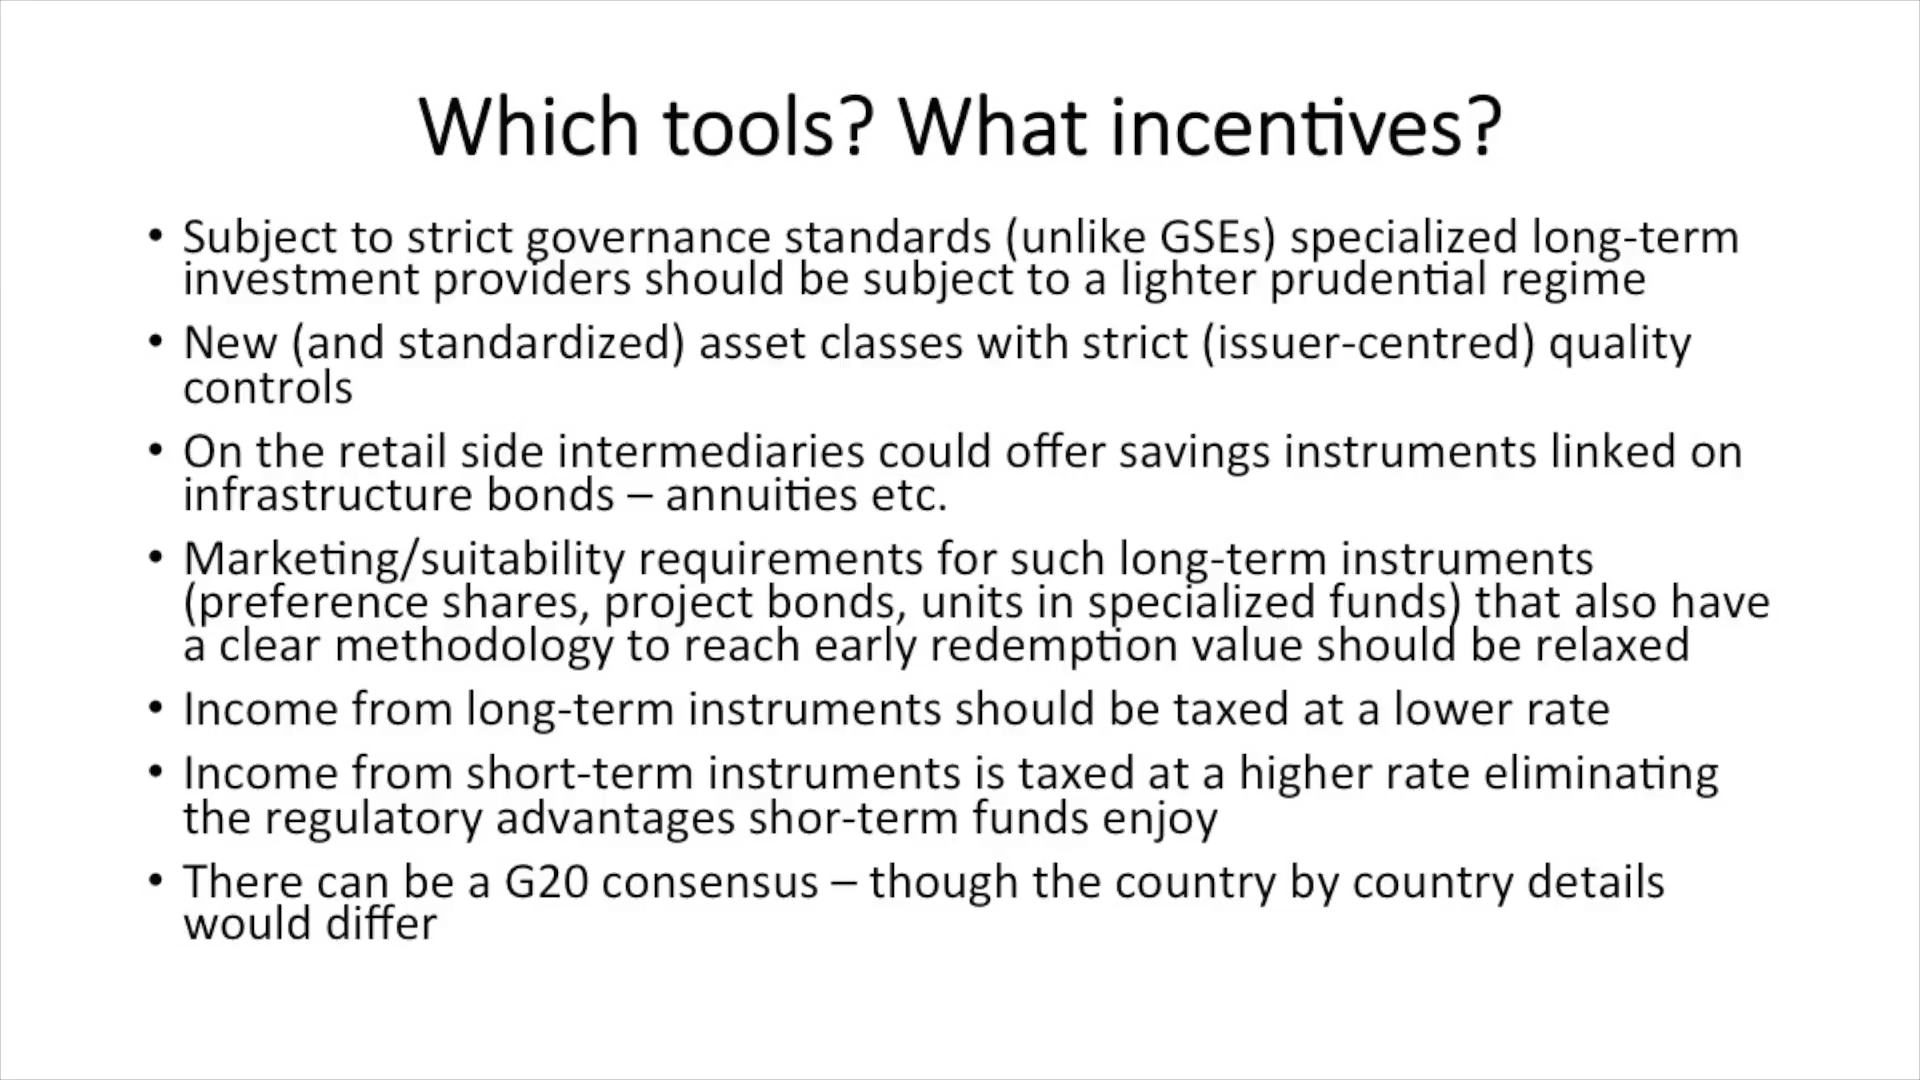 Which tools? What incentives?
• Subject to strict governance standards (unlike GSEs) specialized long-term
investment providers should be subject to a lighter prudential regime
• New (and standardized) asset classes with strict (issuer-centred) quality
controls
• On the retail side intermediaries could offer savings instruments linked on
infrastructure bonds – annuities etc.
• Marketing/suitability requirements for such long-term instruments
(preference shares, project bonds, units in specialized funds) that also have
a clear methodology to reach early redemption value should be relaxed
• Income from long-term instruments should be taxed at a lower rate
• Income from short-term instruments is taxed at a higher rate eliminating
the regulatory advantages shor-term funds enjoy
• There can be a G20 consensus – though the country by country details
would differ